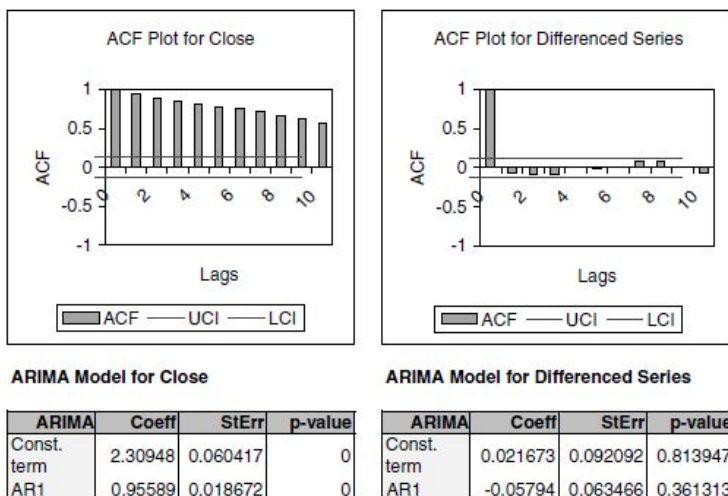 ACF Plot for Close
1
0.5
0
-0.5
-1
ACF
0 2 4 6 8 10
Lags
ACF UCI LCI
ACF Plot for Differenced Series
1
0.5
0
-0.5
-1
ACF
0 2 4 6 8 10
Lags
ACF UCI LCI
ARIMA Model for Close
ARIMA Coeff StErr p-value
Const. term 2.30948 0.060417 0
AR1 0.95589 0.018672 0
ARIMA Model for Differenced Series
ARIMA Coeff StErr p-value
Const. term 0.021673 0.092092 0.813947
AR1 -0.05794 0.063466 0.361313